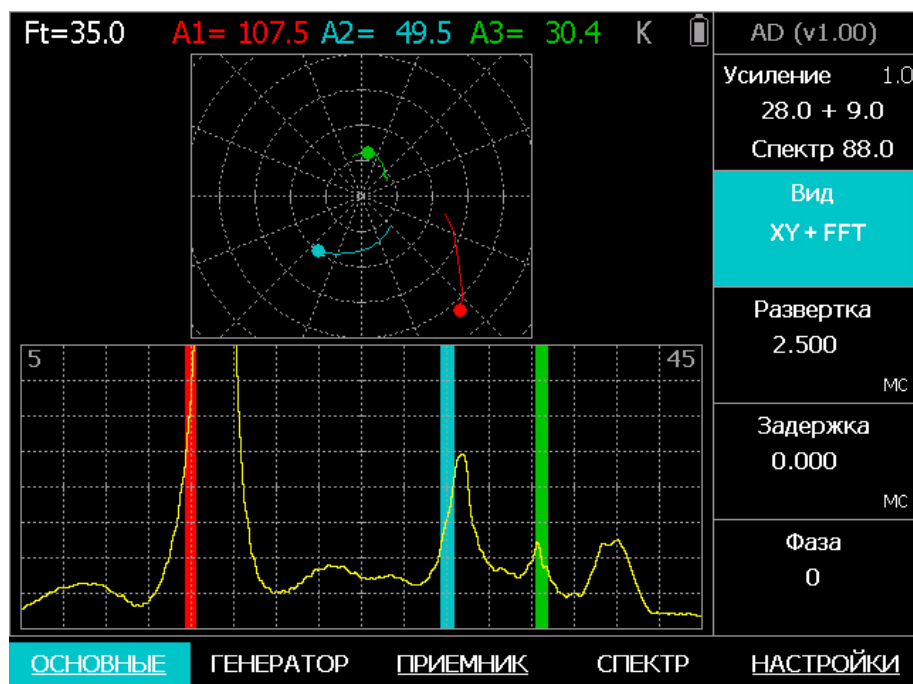 Ft=35.0 A1= 107.5 A2= 49.5 A3= 30.4 K
AD (v1.00)
Усиление 1.0
28.0 + 9.0
Спектр 88.0
Вид
XY + FFT
Развертка
2.500
мс
Задержка
0.000
мс
Фаза
0
5 45
ОСНОВНЫЕ ГЕНЕРАТОР ПРИЕМНИК СПЕКТР НАСТРОЙКИ